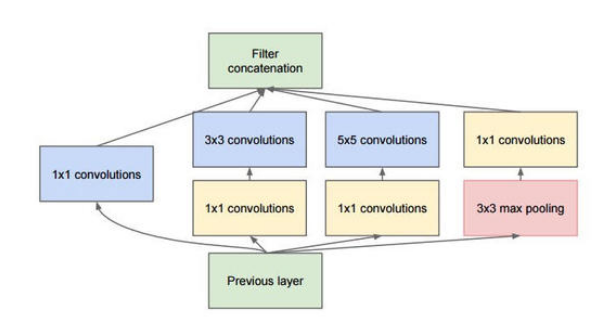 Filter
concatenation
3x3 convolutions
5x5 convolutions
1x1 convolutions
1x1 convolutions
1x1 convolutions
1x1 convolutions
3x3 max pooling
Previous layer